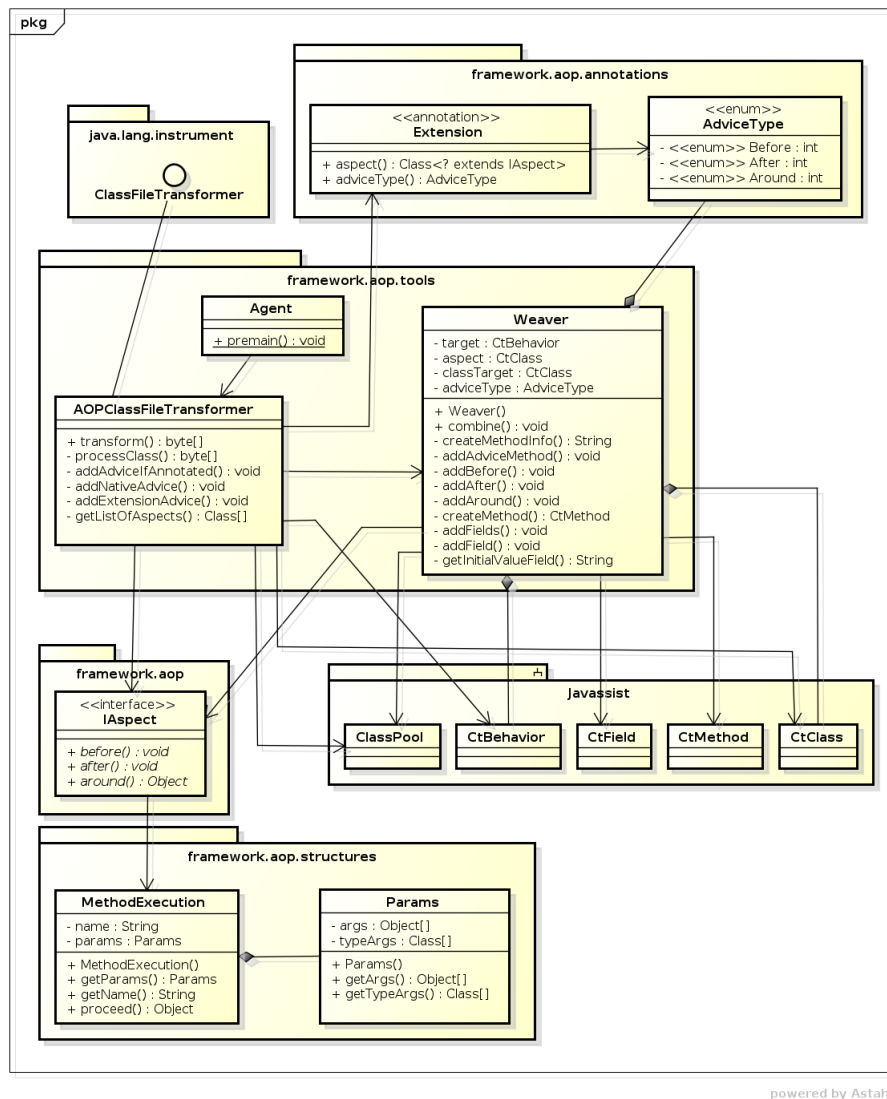 pkg
framework.aop.annotations
<<annotation>>
Extension
+ aspect() : Class<? extends IAspect>
+ adviceType() : AdviceType
<<enum>>
AdviceType
- <<enum>> Before : int
- <<enum>> After : int
- <<enum>> Around : int
java.lang.instrument
ClassFileTransformer
framework.aop.tools
Agent
+ premain() : void
Weaver
- target : CtBehavior
- aspect : CtClass
- classTarget : CtClass
- adviceType : AdviceType
+ Weaver()
+ combine() : void
- createMethodInfo() : String
- addAdviceMethod() : void
- addBefore() : void
- addAfter() : void
- addAround() : void
- createMethod() : CtMethod
- addFields() : void
- addField() : void
- getInitialValueField() : String
AOPClassFileTransformer
+ transform() : byte[]
- processClass() : byte[]
- addAdviceIfAnnotated() : void
- addNativeAdvice() : void
- addExtensionAdvice() : void
- getListOfAspects() : Class[]
framework.aop
<<interface>>
IAspect
+ before() : void
+ after() : void
+ around() : Object
Javassist
ClassPool
CtBehavior
CtField
CtMethod
CtClass
framework.aop.structures
MethodExecution
- name : String
- params : Params
+ MethodExecution()
+ getParams() : Params
+ getName() : String
+ proceed() : Object
Params
- args : Object[]
- typeArgs : Class[]
+ Params()
+ getArgs() : Object[]
+ getTypeArgs() : Class[]
powered by Astah